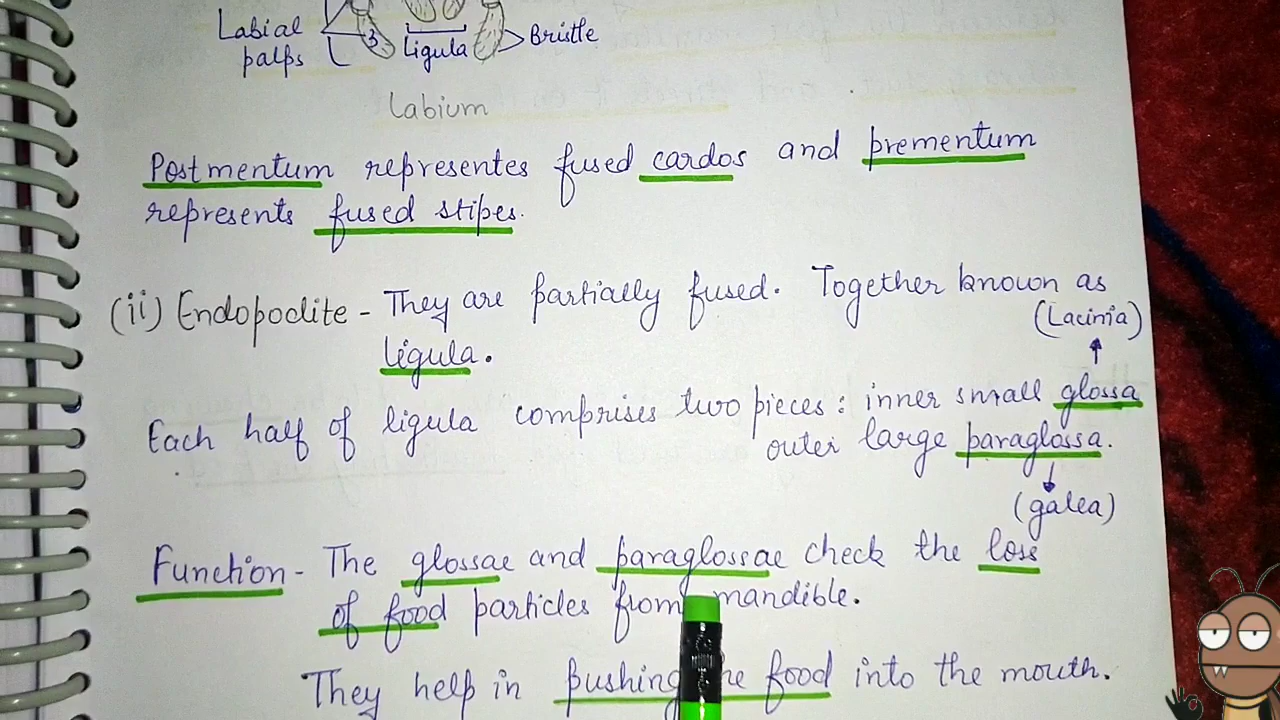 Labial
palps
3
Ligula
Bristle
Labium
Postmentum representes fused cardos and prementum
represents fused stipes.
(ii) Endopodite - They are partially fused. Together known as
ligula.
(Lacinia)
Each half of ligula comprises two pieces : inner small glossa
outer large paraglossa.
(galea)
Function - The glossae and paraglossae check the loss
of food particles from mandible.
They help in pushing he food into the mouth.